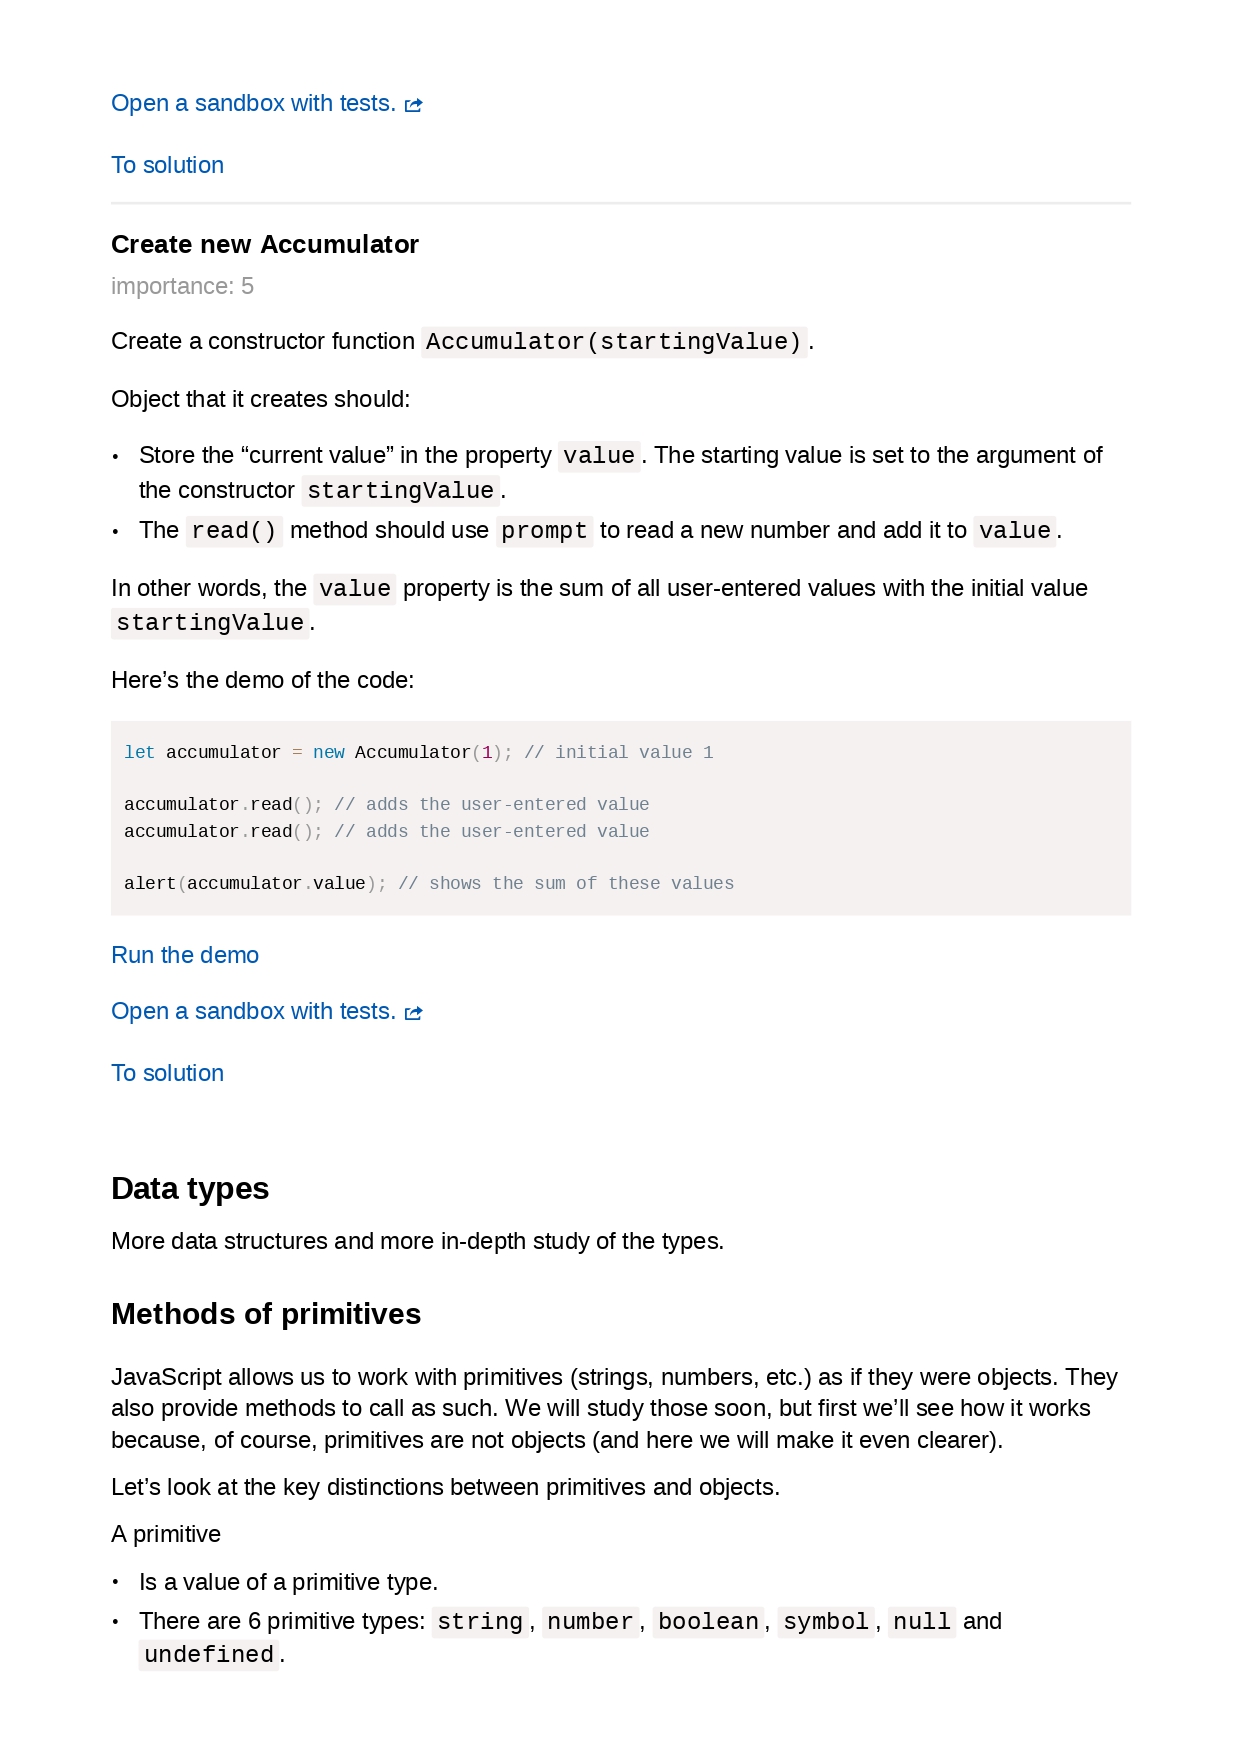 Open a sandbox with tests.
To solution
Create new Accumulator
importance: 5
Create a constructor function Accumulator(startingValue).
Object that it creates should:
• Store the “current value” in the property value. The starting value is set to the argument of
the constructor startingValue.
• The read() method should use prompt to read a new number and add it to value.
In other words, the value property is the sum of all user-entered values with the initial value
startingValue.
Here’s the demo of the code:
let accumulator = new Accumulator(1); // initial value 1
accumulator.read(); // adds the user-entered value
accumulator.read(); // adds the user-entered value
alert(accumulator.value); // shows the sum of these values
Run the demo
Open a sandbox with tests.
To solution
Data types
More data structures and more in-depth study of the types.
Methods of primitives
JavaScript allows us to work with primitives (strings, numbers, etc.) as if they were objects. They
also provide methods to call as such. We will study those soon, but first we’ll see how it works
because, of course, primitives are not objects (and here we will make it even clearer).
Let’s look at the key distinctions between primitives and objects.
A primitive
• Is a value of a primitive type.
• There are 6 primitive types: string, number, boolean, symbol, null and
undefined.